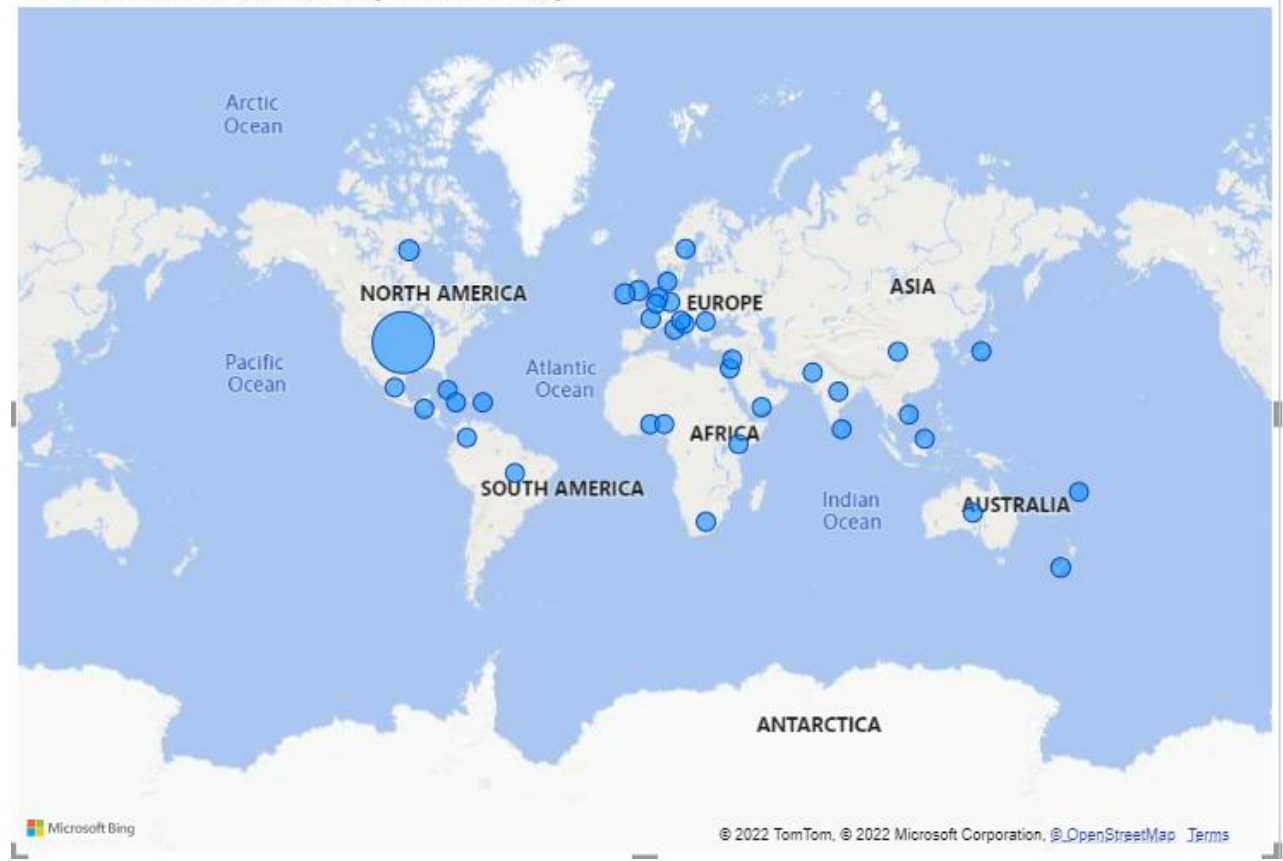 Arctic
Ocean
NORTH AMERICA
EUROPE
ASIA
Pacific
Ocean
Atlantic
Ocean
AFRICA
SOUTH AMERICA
Indian
Ocean
AUSTRALIA
ANTARCTICA
Microsoft Bing
© 2022 TomTom, © 2022 Microsoft Corporation, © OpenStreetMap Terms